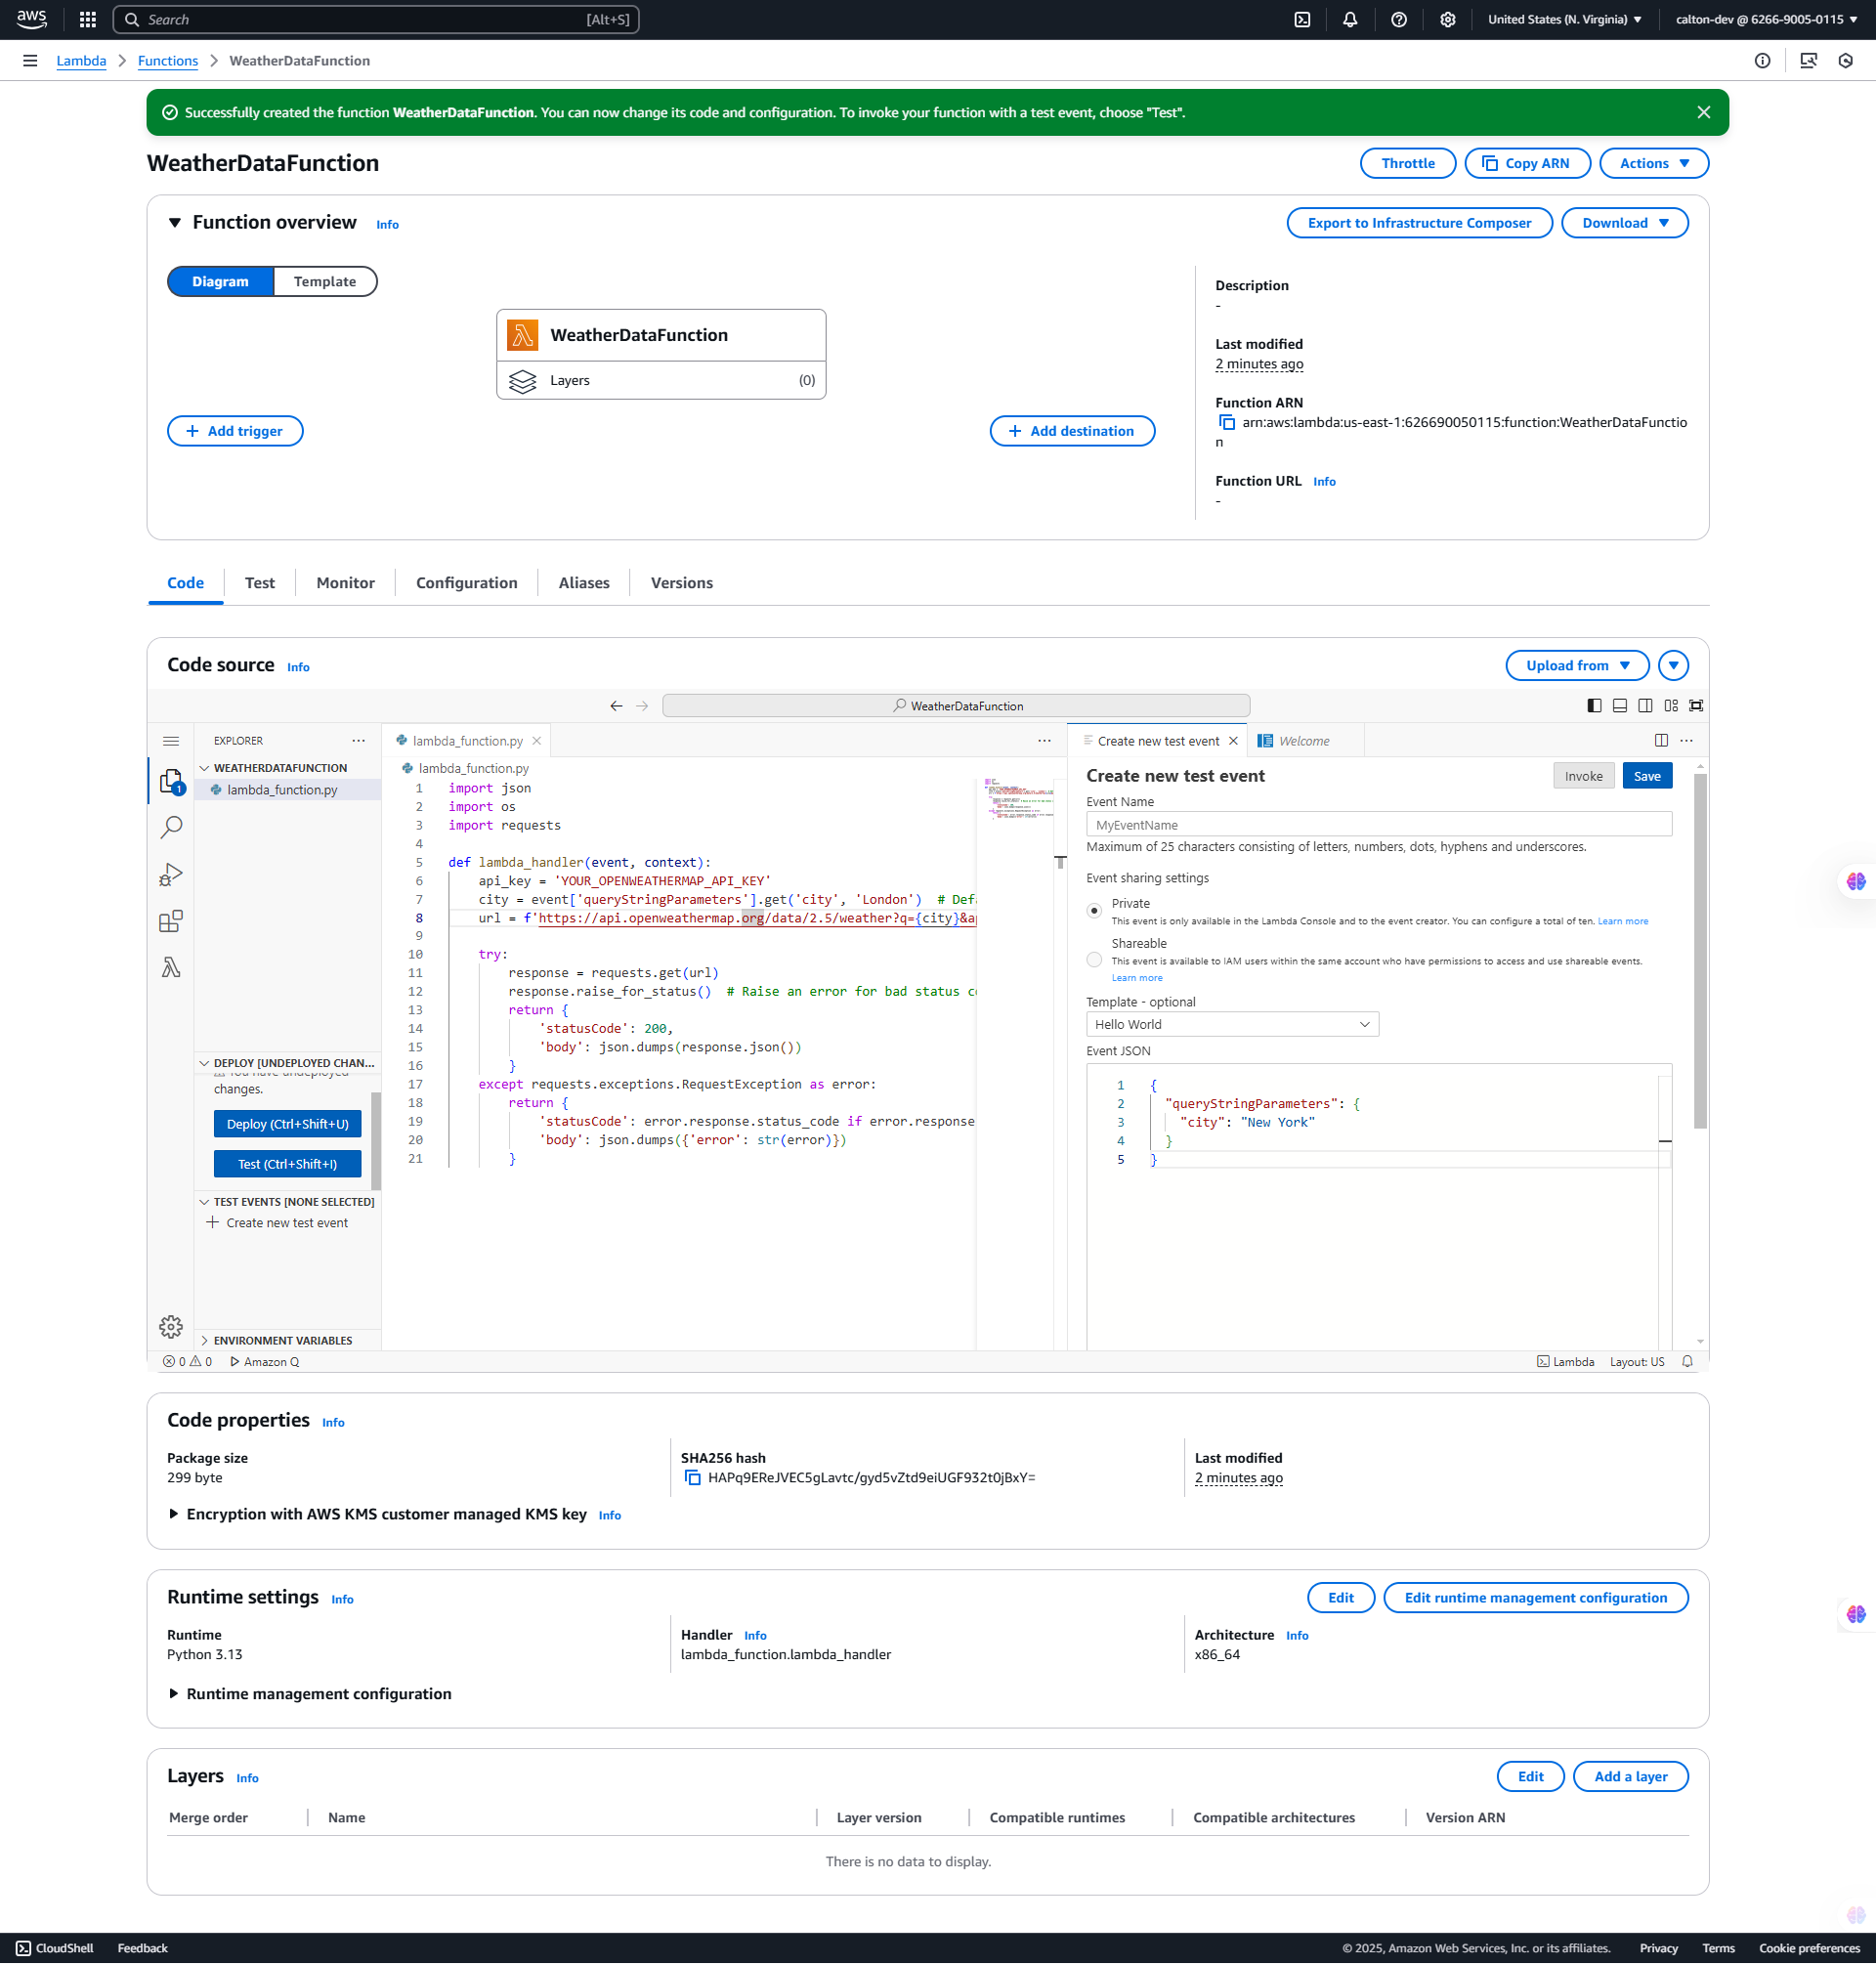 aws
Search [Alt+S]
United States (N. Virginia)
calton-dev @ 6266-9005-0115
Lambda > Functions > WeatherDataFunction
Successfully created the function WeatherDataFunction. You can now change its code and configuration. To invoke your function with a test event, choose "Test".
WeatherDataFunction
Throttle
Copy ARN
Actions
Function overview Info
Export to Infrastructure Composer
Download
Diagram
Template
WeatherDataFunction
Layers (0)
+ Add trigger
+ Add destination
Description
-
Last modified
2 minutes ago
Function ARN
arn:aws:lambda:us-east-1:626690050115:function:WeatherDataFunctio
n
Function URL Info
-
Code
Test
Monitor
Configuration
Aliases
Versions
Code source Info
Upload from
WeatherDataFunction
EXPLORER
WEATHERDATAFUNCTION
lambda_function.py
1
DEPLOY [UNDEPLOYED CHAN...
You have undeployed
changes.
Deploy (Ctrl+Shift+U)
Test (Ctrl+Shift+I)
TEST EVENTS [NONE SELECTED]
+ Create new test event
ENVIRONMENT VARIABLES
lambda_function.py
lambda_function.py
1 import json
2 import os
3 import requests
4
5 def lambda_handler(event, context):
6 api_key = 'YOUR_OPENWEATHERMAP_API_KEY'
7 city = event['queryStringParameters'].get('city', 'London')  # Def
8 url = f'https://api.openweathermap.org/data/2.5/weather?q={city}&a
9
10 try:
11 response = requests.get(url)
12 response.raise_for_status()  # Raise an error for bad status c
13 return {
14 'statusCode': 200,
15 'body': json.dumps(response.json())
16 }
17 except requests.exceptions.RequestException as error:
18 return {
19 'statusCode': error.response.status_code if error.response
20 'body': json.dumps({'error': str(error)})
21 }
Create new test event
Welcome
Create new test event
Invoke
Save
Event Name
MyEventName
Maximum of 25 characters consisting of letters, numbers, dots, hyphens and underscores.
Event sharing settings
Private
This event is only available in the Lambda Console and to the event creator. You can configure a total of ten. Learn more
Shareable
This event is available to IAM users within the same account who have permissions to access and use shareable events.
Learn more
Template - optional
Hello World
Event JSON
1 {
2 "queryStringParameters": {
3 "city": "New York"
4 }
5 }
0 0 Amazon Q
Lambda
Layout: US
Code properties Info
Package size
299 byte
SHA256 hash
HAPq9EReJVEC5gLavtc/gyd5vZtd9eiUGF932t0jBxY=
Last modified
2 minutes ago
Encryption with AWS KMS customer managed KMS key Info
Runtime settings Info
Edit
Edit runtime management configuration
Runtime
Python 3.13
Handler Info
lambda_function.lambda_handler
Architecture Info
x86_64
Runtime management configuration
Layers Info
Edit
Add a layer
Merge order
Name
Layer version
Compatible runtimes
Compatible architectures
Version ARN
There is no data to display.
CloudShell
Feedback
© 2025, Amazon Web Services, Inc. or its affiliates.
Privacy
Terms
Cookie preferences